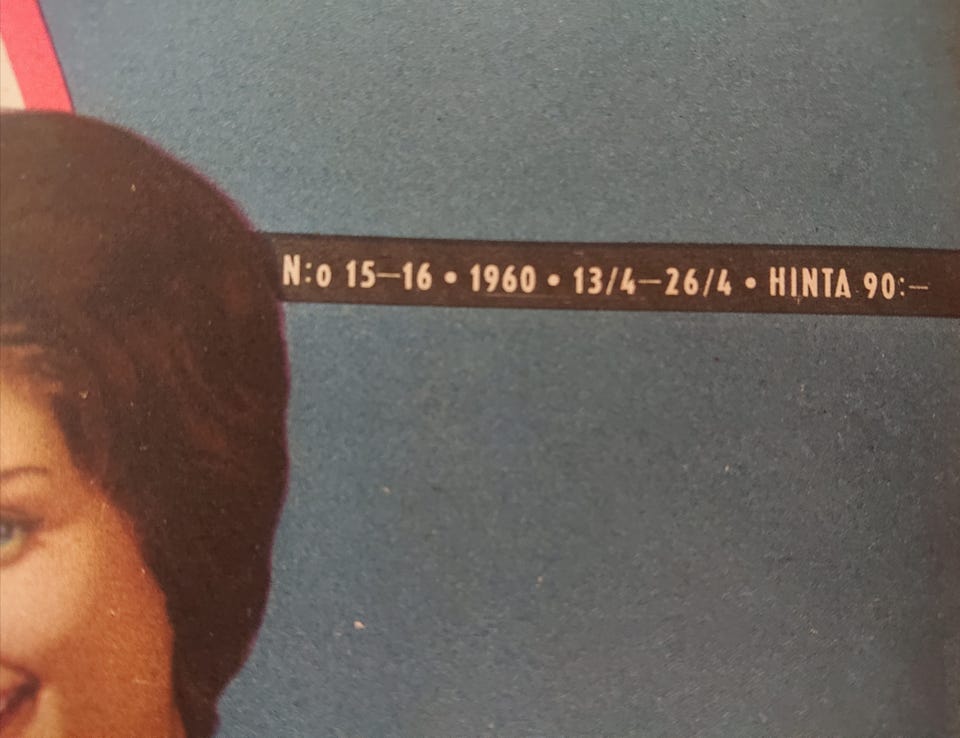 N:o 15–16 • 1960 • 13/4–26/4 • HINTA 90:–